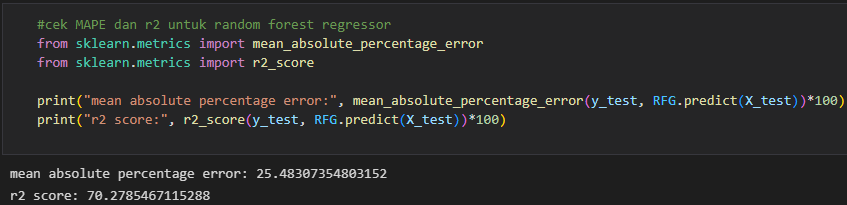 #cek MAPE dan r2 untuk random forest regressor
from sklearn.metrics import mean_absolute_percentage_error
from sklearn.metrics import r2_score
print("mean absolute percentage error:", mean_absolute_percentage_error(y_test, RFG.predict(X_test))*100)
print("r2 score:", r2_score(y_test, RFG.predict(X_test))*100)
mean absolute percentage error: 25.48307354803152
r2 score: 70.2785467115288